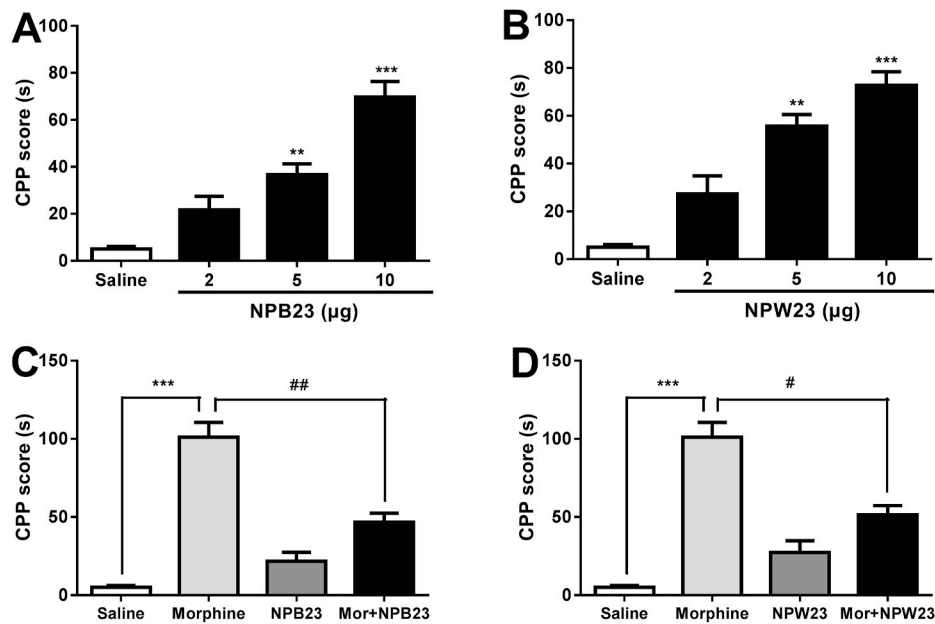 A
CPP score (s)
100
80
60
40
20
0
**
***
Saline
2
5
10
NPB23 (µg)
B
CPP score (s)
100
80
60
40
20
0
**
***
Saline
2
5
10
NPW23 (µg)
C
CPP score (s)
150
100
50
0
***
##
Saline
Morphine
NPB23
Mor+NPB23
D
CPP score (s)
150
100
50
0
***
#
Saline
Morphine
NPW23
Mor+NPW23